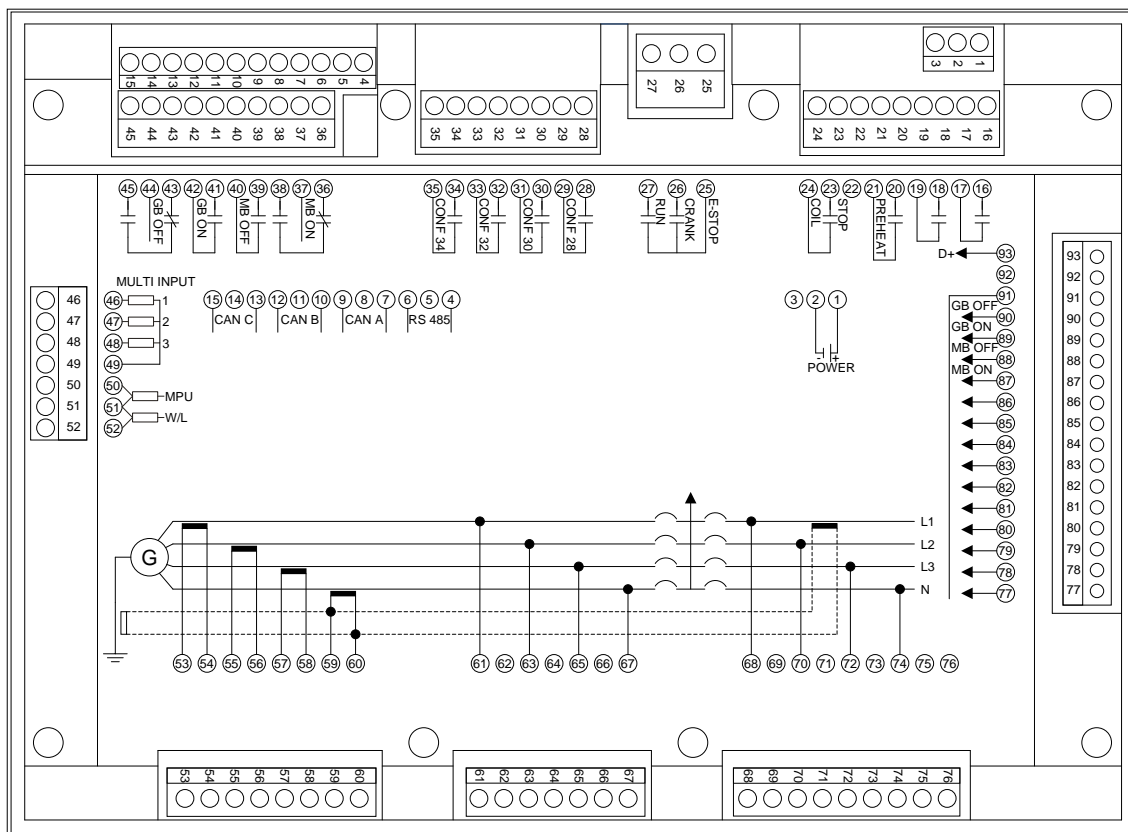 3 2 1
15 14 13 12 11 10 9 8 7 6 5 4
27 26 25
45 44 43 42 41 40 39 38 37 36
35 34 33 32 31 30 29 28
24 23 22 21 20 19 18 17 16
45 44 43 42 41 40 39 38 37 36
35 34 33 32 31 30 29 28
27 26 25
24 23 22 21 20 19 18 17 16
GB OFF
GB ON
MB OFF
MB ON
CONF 34
CONF 32
CONF 30
CONF 28
RUN
CRANK
E-STOP
COIL
STOP
PREHEAT
D+ 93
92
91
GB OFF
90
GB ON
89
MB OFF
88
MB ON
87
86
85
84
83
82
81
80
79
78
77
93
92
91
90
89
88
87
86
85
84
83
82
81
80
79
78
77
MULTI INPUT
46
47
48
49
50
51
52
46 1
47 2
48 3
49
50 MPU
51
52 W/L
15 14 13 12 11 10 9 8 7 6 5 4
CAN C CAN B CAN A RS 485
3 2 1
- +
POWER
G
L1
L2
L3
N
53 54 55 56 57 58 59 60 61 62 63 64 65 66 67 68 69 70 71 72 73 74 75 76
53 54 55 56 57 58 59 60
61 62 63 64 65 66 67
68 69 70 71 72 73 74 75 76